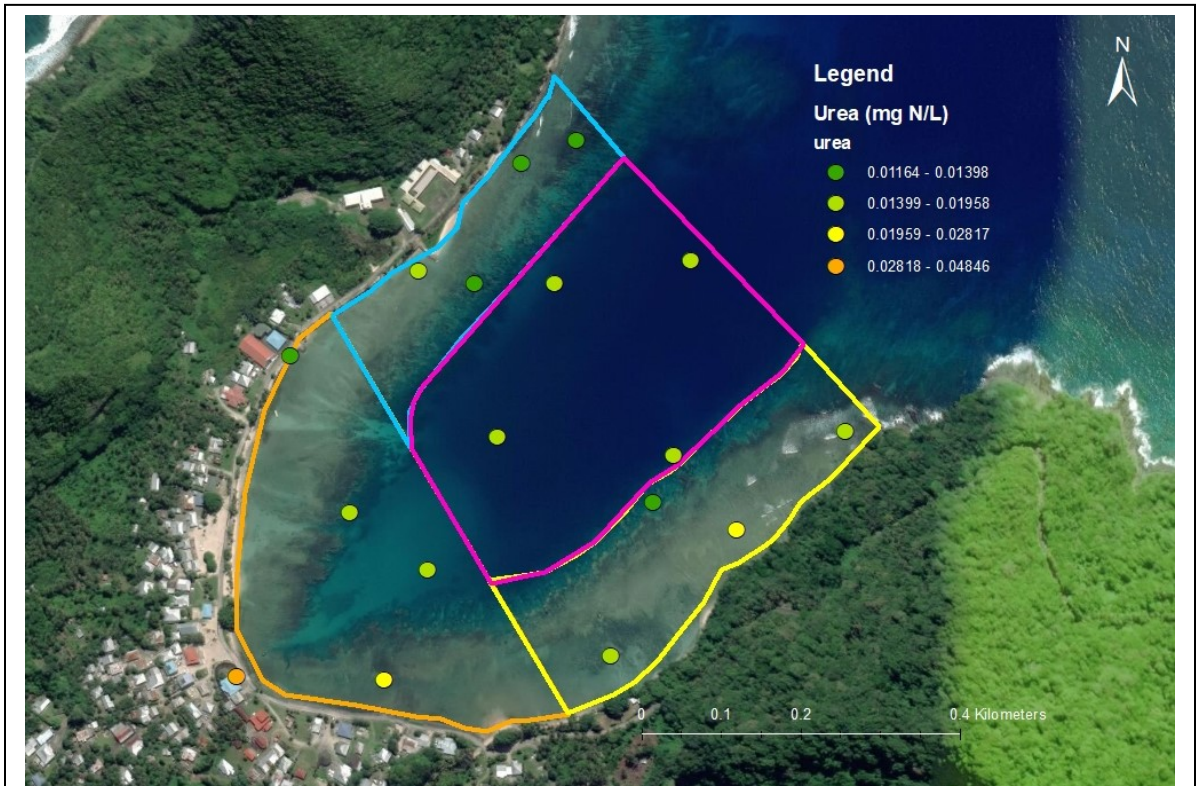 N
Legend
Urea (mg N/L)
urea
0.01164 - 0.01398
0.01399 - 0.01958
0.01959 - 0.02817
0.02818 - 0.04846
0 0.1 0.2 0.4 Kilometers